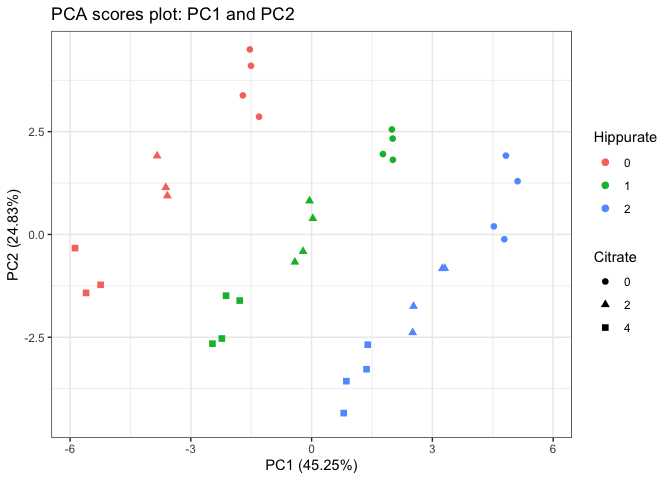 PCA scores plot: PC1 and PC2
2.5
0.0
-2.5
PC2 (24.83%)
-6
-3
0
3
6
PC1 (45.25%)
Hippurate
0
1
2
Citrate
0
2
4